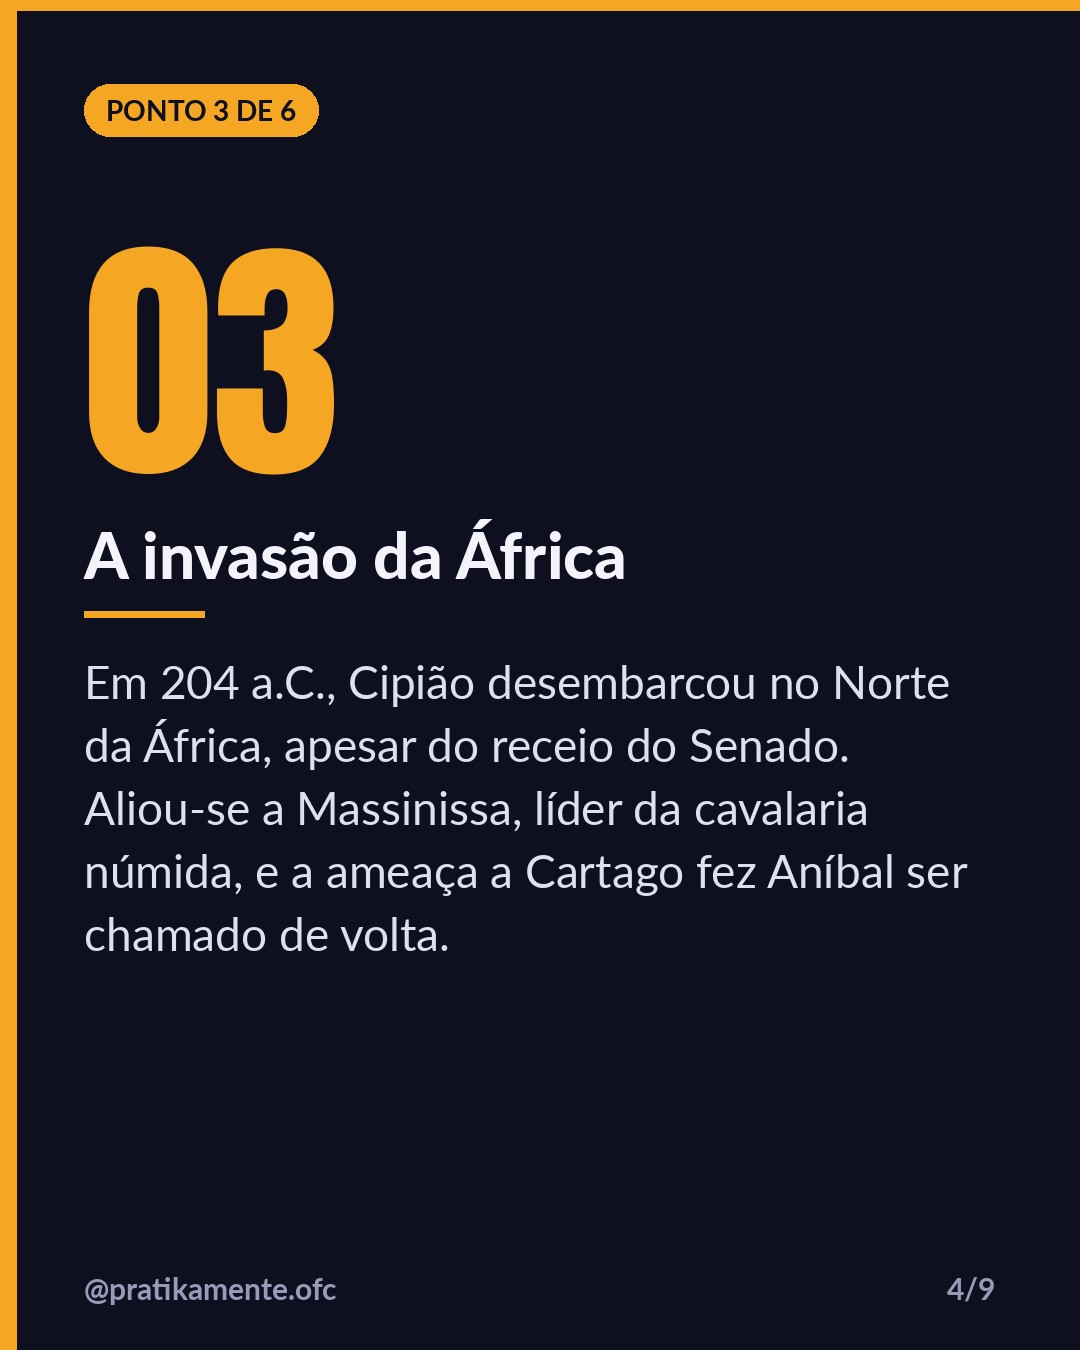 PONTO 3 DE 6
03
A invasão da África
Em 204 a.C., Cipião desembarcou no Norte
da África, apesar do receio do Senado.
Aliou-se a Massinissa, líder da cavalaria
númida, e a ameaça a Cartago fez Aníbal ser
chamado de volta.
@pratikamente.ofc
4/9